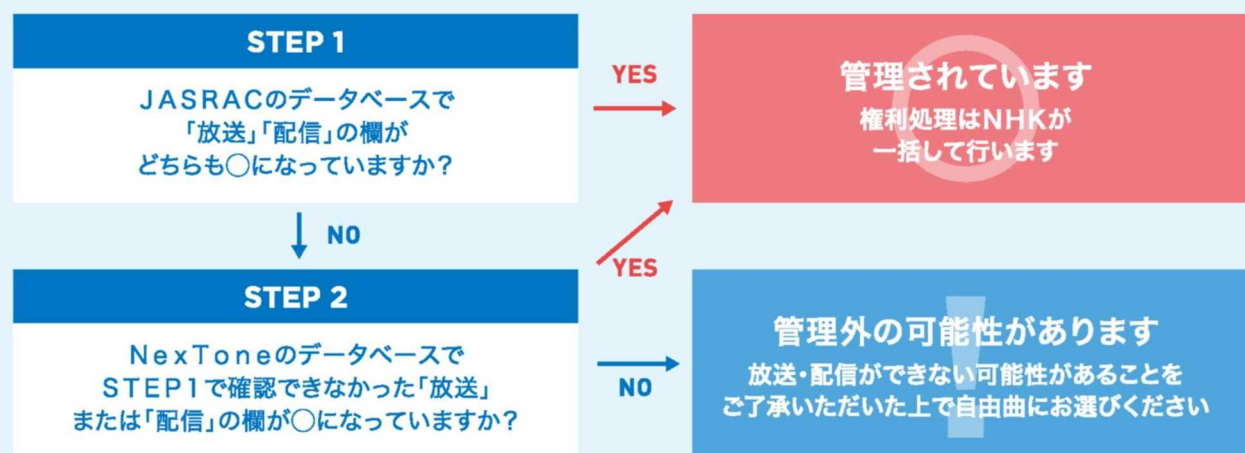 STEP 1
JASRACのデータベースで
「放送」「配信」の欄が
どちらも○になっていますか？
YES
管理されています
権利処理はNHKが
一括して行います
NO
YES
STEP 2
NexToneのデータベースで
STEP1で確認できなかった「放送」
または「配信」の欄が○になっていますか？
NO
管理外の可能性があります
放送・配信ができない可能性があることを
ご了承いただいた上で自由曲にお選びください